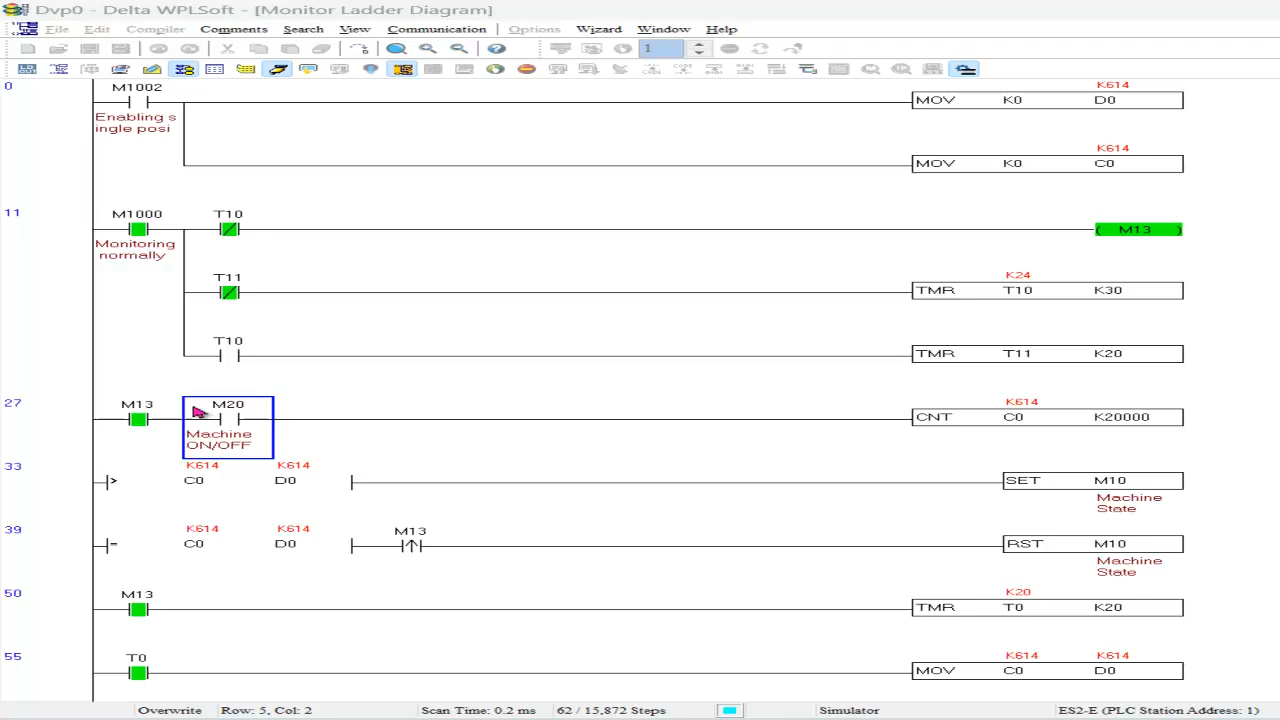 Dvp0 - Delta WPLSoft - [Monitor Ladder Diagram]
File Edit Compiler Comments Search View Communication Options Wizard Window Help
1
0
M1002
Enabling s
ingle posi
K614
MOV K0 D0
K614
MOV K0 C0
11
M1000 T10
Monitoring
normally
( M13 )
T11
K24
TMR T10 K30
T10
TMR T11 K20
27
M13 M20
Machine
ON/OFF
K614
CNT C0 K20000
33
K614 K614
> C0 D0
SET M10
Machine
State
39
K614 K614 M13
= C0 D0
RST M10
Machine
State
50
M13
K20
TMR T0 K20
55
T0
K614 K614
MOV C0 D0
Overwrite Row: 5, Col: 2 Scan Time: 0.2 ms 62 / 15,872 Steps Simulator ES2-E (PLC Station Address: 1)